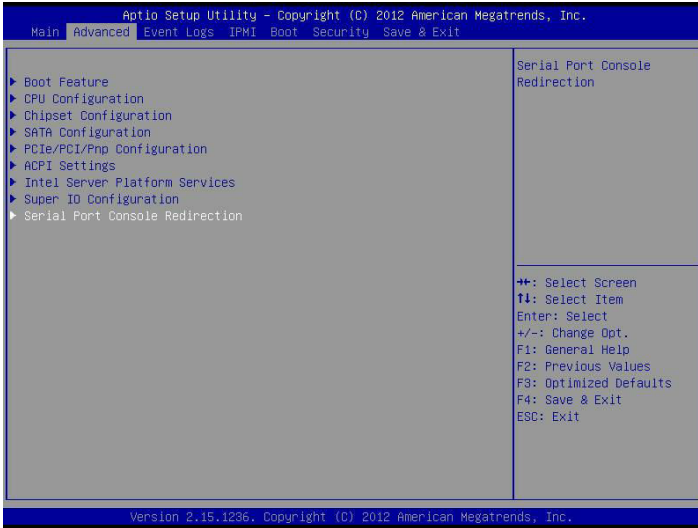 Aptio Setup Utility – Copyright (C) 2012 American Megatrends, Inc.
Main Advanced Event Logs IPMI Boot Security Save & Exit
Boot Feature
CPU Configuration
Chipset Configuration
SATA Configuration
PCIe/PCI/Pnp Configuration
ACPI Settings
Intel Server Platform Services
Super IO Configuration
Serial Port Console Redirection
Serial Port Console
Redirection
→←: Select Screen
↑↓: Select Item
Enter: Select
+/-: Change Opt.
F1: General Help
F2: Previous Values
F3: Optimized Defaults
F4: Save & Exit
ESC: Exit
Version 2.15.1236. Copyright (C) 2012 American Megatrends, Inc.